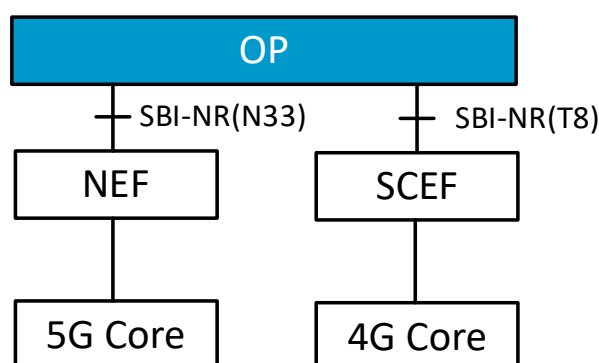 OP
SBI-NR(N33)
SBI-NR(T8)
NEF
SCEF
5G Core
4G Core